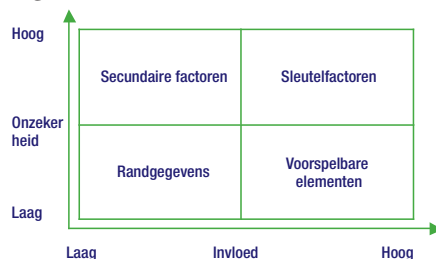 Hoog
Secundaire factoren
Sleutelfactoren
Onzeker
heid
Randgegevens
Voorspelbare
elementen
Laag
Laag
Invloed
Hoog